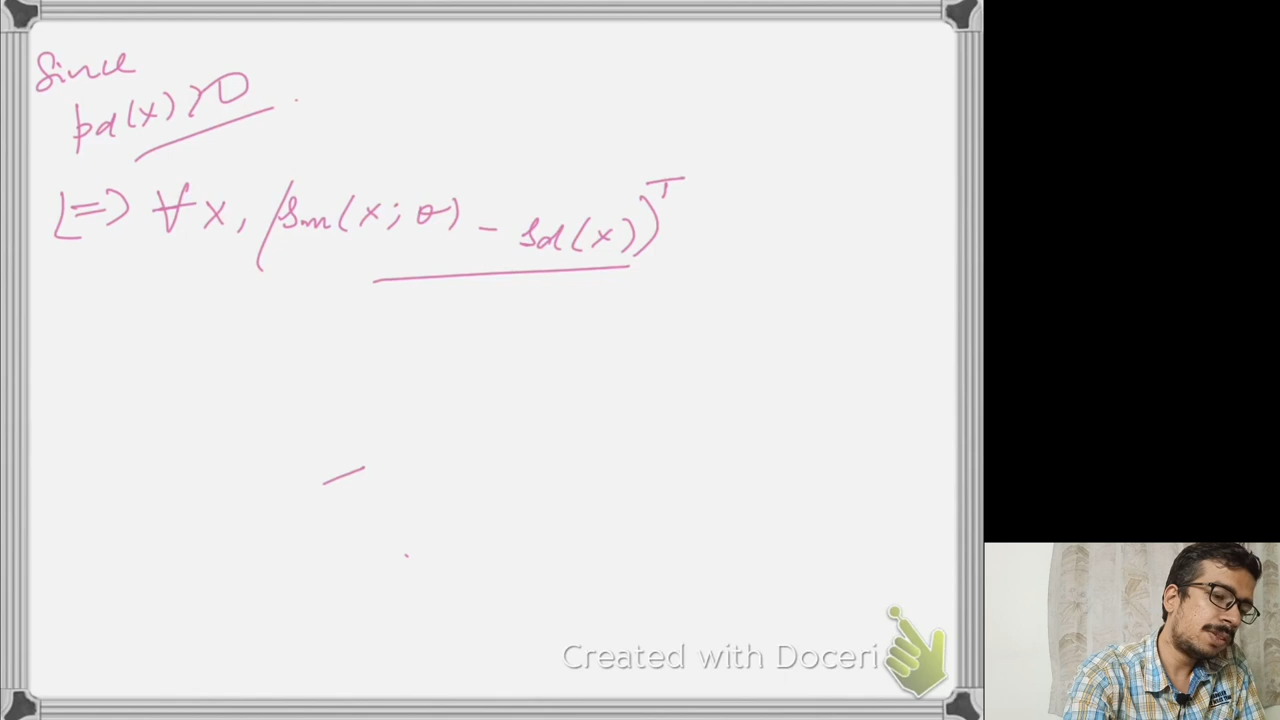 Since
pd(x) > 0
(=) ∀ x, (sm(x; θ) - sd(x))ᵀ
Created with Doceri